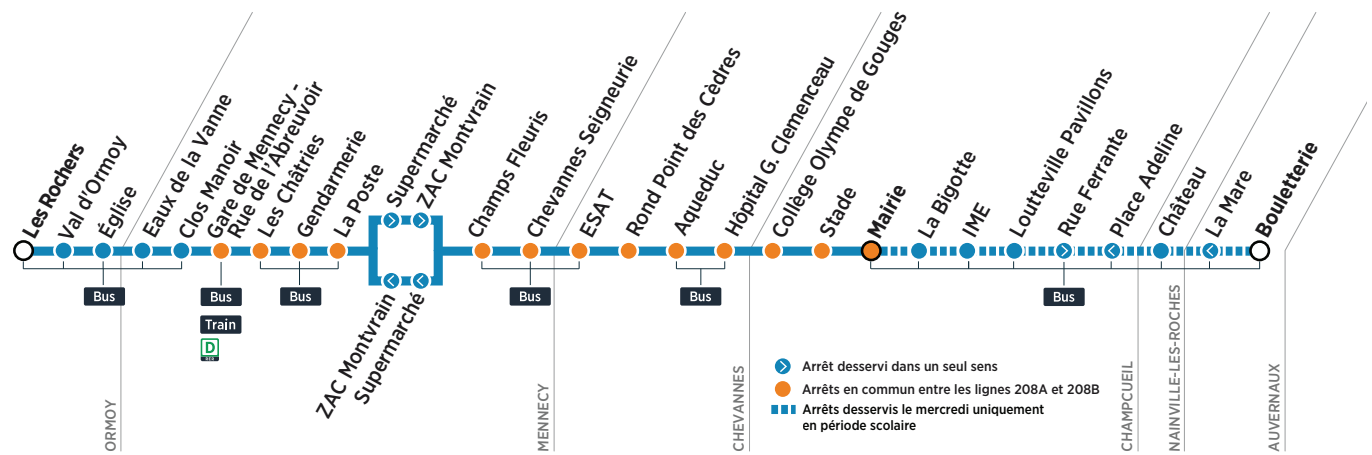 Les Rochers
Val d'Ormoy
Église
Eaux de la Vanne
Clos Manoir
Gare de Mennecy -
Rue de l'Abreuvoir
Les Châtries
Gendarmerie
La Poste
Supermarché
ZAC Montvrain
ZAC Montvrain
Supermarché
Champs Fleuris
Chevannes Seigneurie
ESAT
Rond Point des Cèdres
Aqueduc
Hôpital G. Clemenceau
Collège Olympe de Gouges
Stade
Mairie
La Bigotte
IME
Loutteville Pavillons
Rue Ferrante
Place Adeline
Château
La Mare
Bouletterie
Bus
Bus
Train
D
RER
Bus
Bus
Bus
Bus
ORMOY
MENNECY
CHEVANNES
CHAMPCUEIL
NAINVILLE-LES-ROCHES
AUVERNAUX
Arrêt desservi dans un seul sens
Arrêts en commun entre les lignes 208A et 208B
Arrêts desservis le mercredi uniquement
en période scolaire